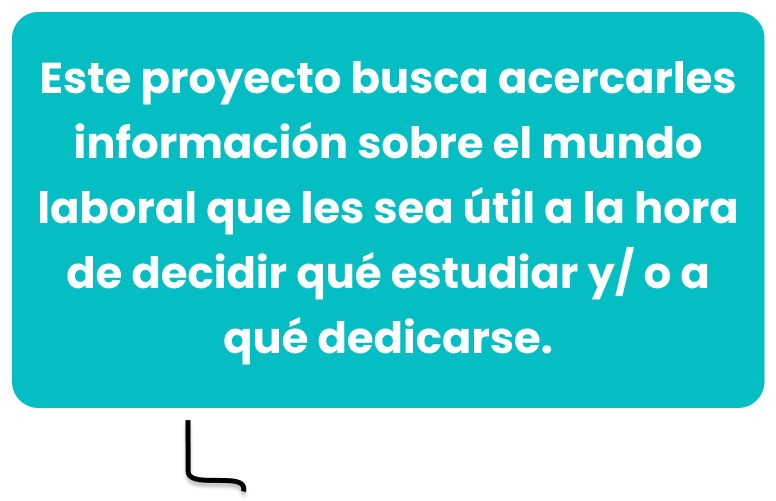 Este proyecto busca acercarles
información sobre el mundo
laboral que les sea útil a la hora
de decidir qué estudiar y/ o a
qué dedicarse.